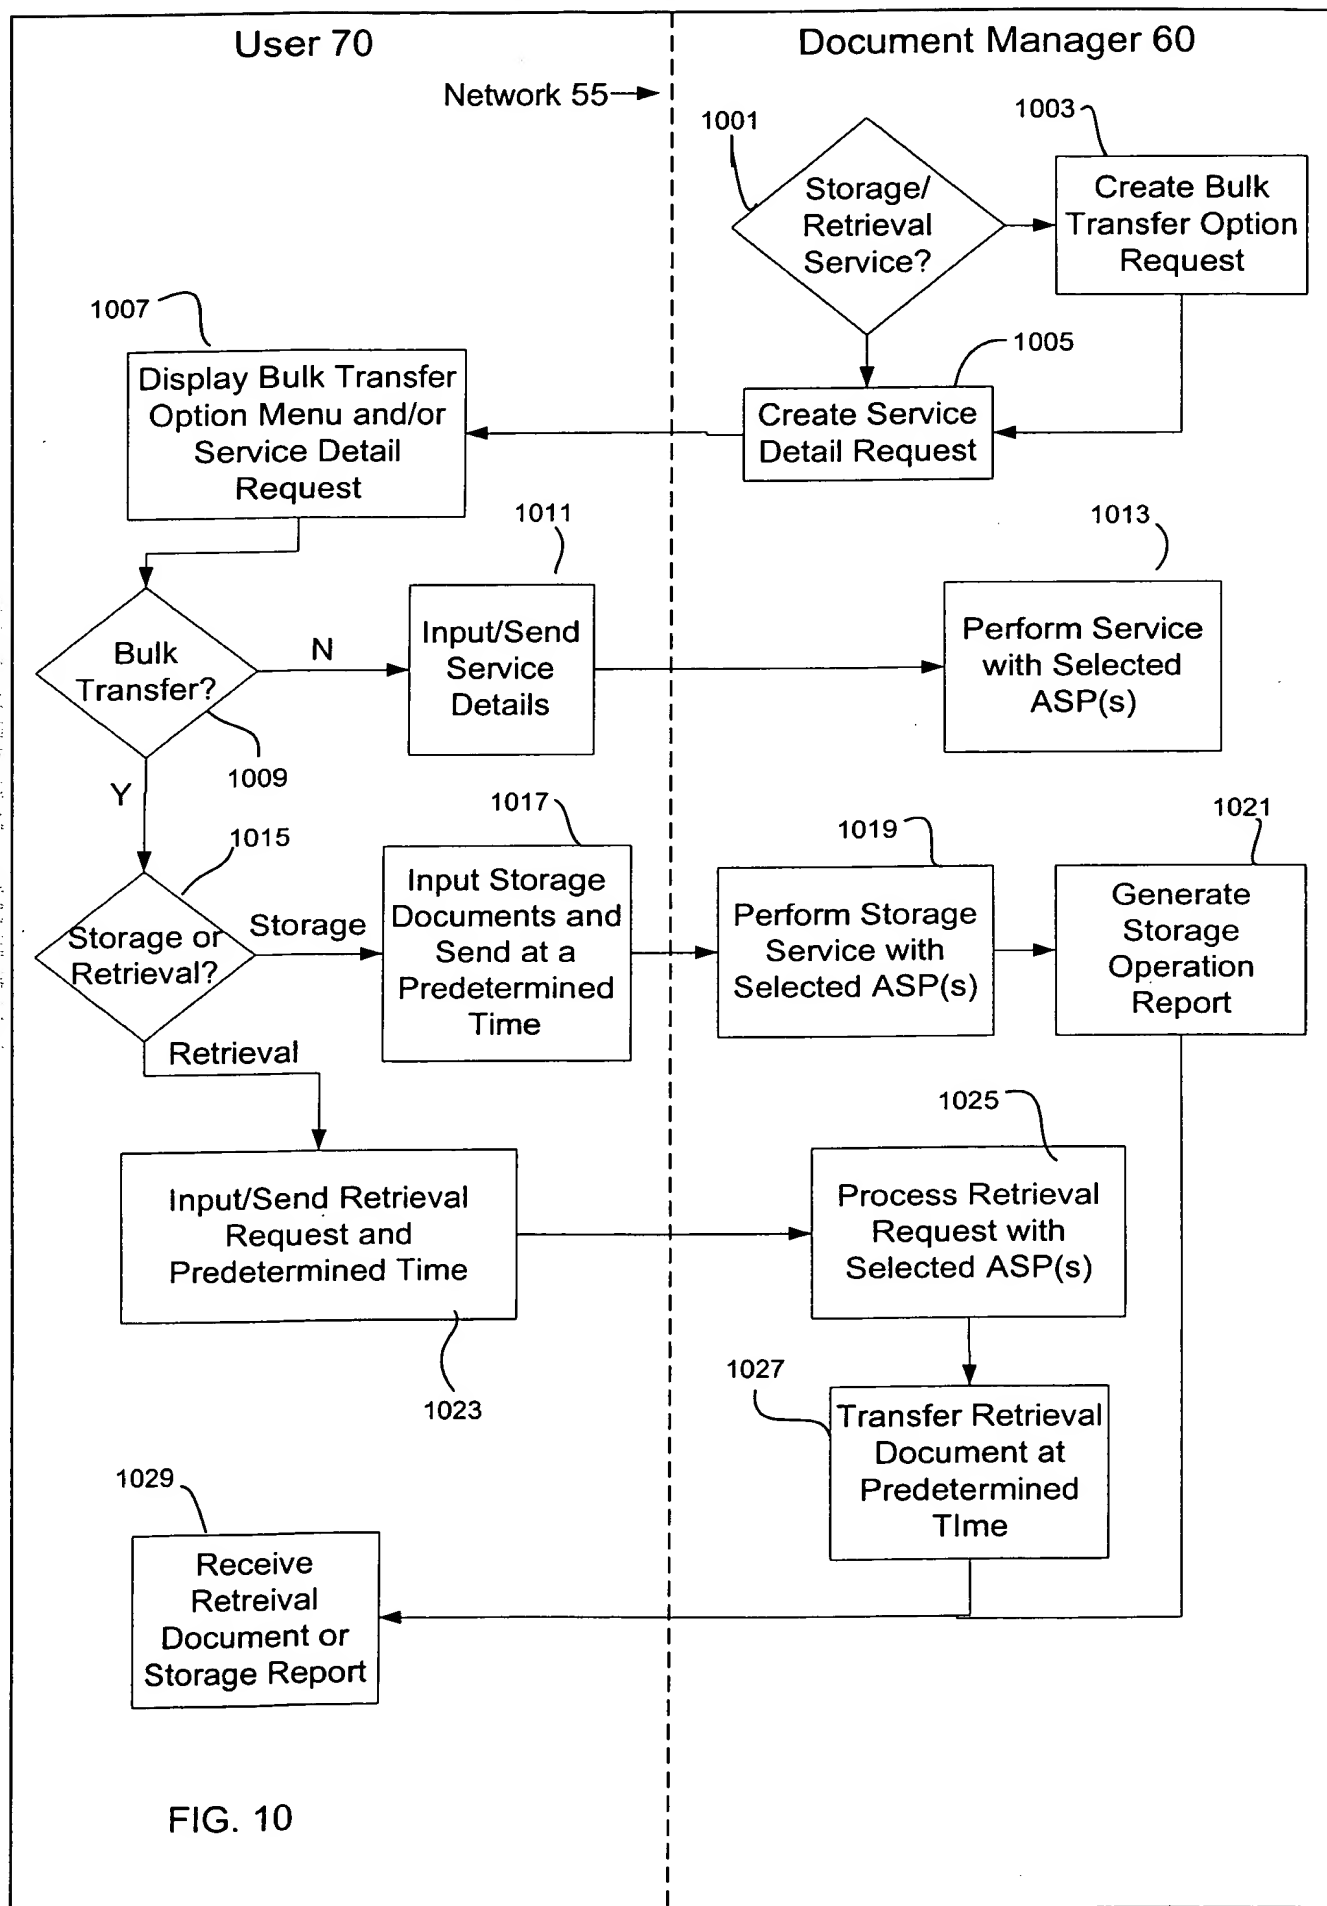 User 70
Document Manager 60
Network 55
1001
1003
Storage/
Retrieval
Service?
Create Bulk
Transfer Option
Request
1007
1005
Display Bulk Transfer
Option Menu and/or
Service Detail
Request
Create Service
Detail Request
1011
1013
Bulk
Transfer?
N
Input/Send
Service
Details
Perform Service
with Selected
ASP(s)
1009
Y
1015
1017
1019
1021
Storage or
Retrieval?
Storage
Input Storage
Documents and
Send at a
Predetermined
Time
Perform Storage
Service with
Selected ASP(s)
Generate
Storage
Operation
Report
Retrieval
1025
Input/Send Retrieval
Request and
Predetermined Time
Process Retrieval
Request with
Selected ASP(s)
1023
1027
Transfer Retrieval
Document at
Predetermined
TIme
1029
Receive
Retreival
Document or
Storage Report
FIG. 10